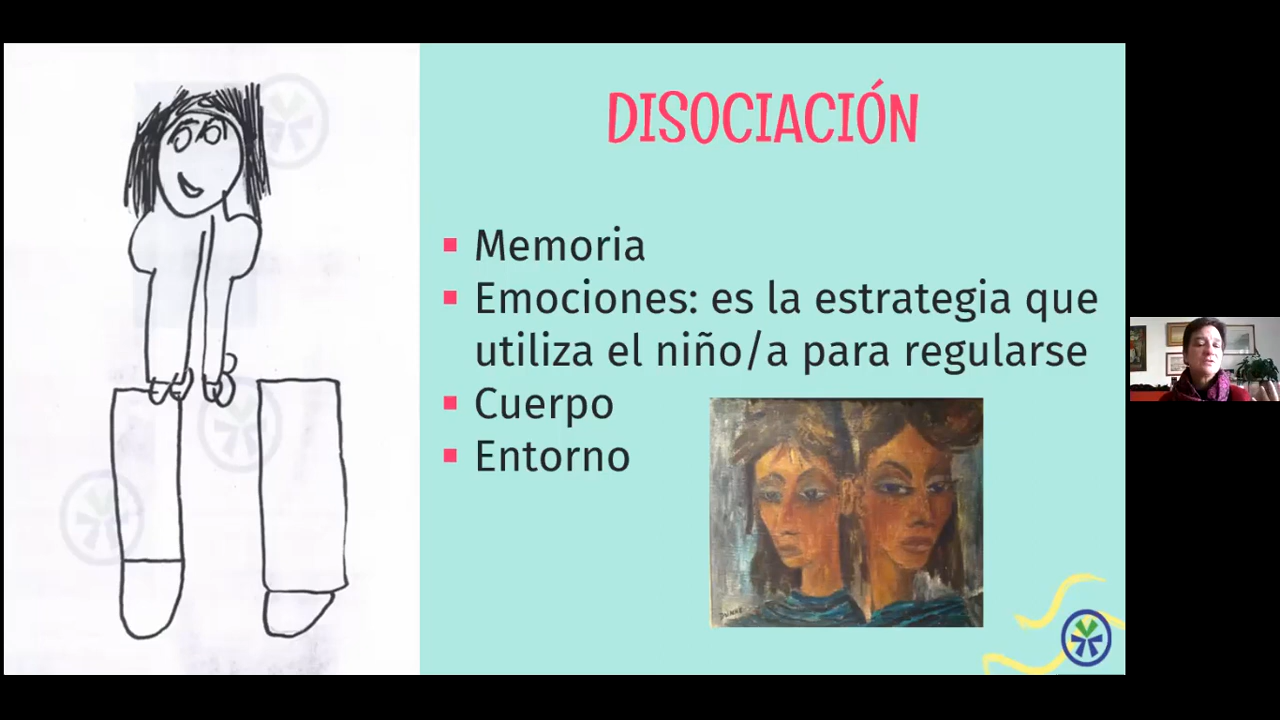 DISOCIACIÓN
Memoria
Emociones: es la estrategia que
utiliza el niño/a para regularse
Cuerpo
Entorno